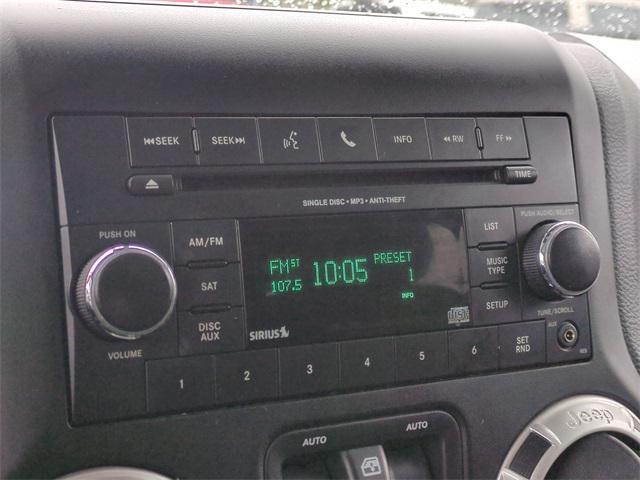 SEEK
SEEK
INFO
RW
FF
TIME
SINGLE DISC • MP3 • ANTI-THEFT
PUSH ON
VOLUME
AM/FM
SAT
DISC
AUX
FM ST
107.5
10:05
PRESET
1
INFO
SIRIUS
LIST
MUSIC
TYPE
SETUP
PUSH AUDIO/SELECT
TUNE/SCROLL
AUX
SET
RND
1 2 3 4 5 6
AUTO
AUTO
Jeep